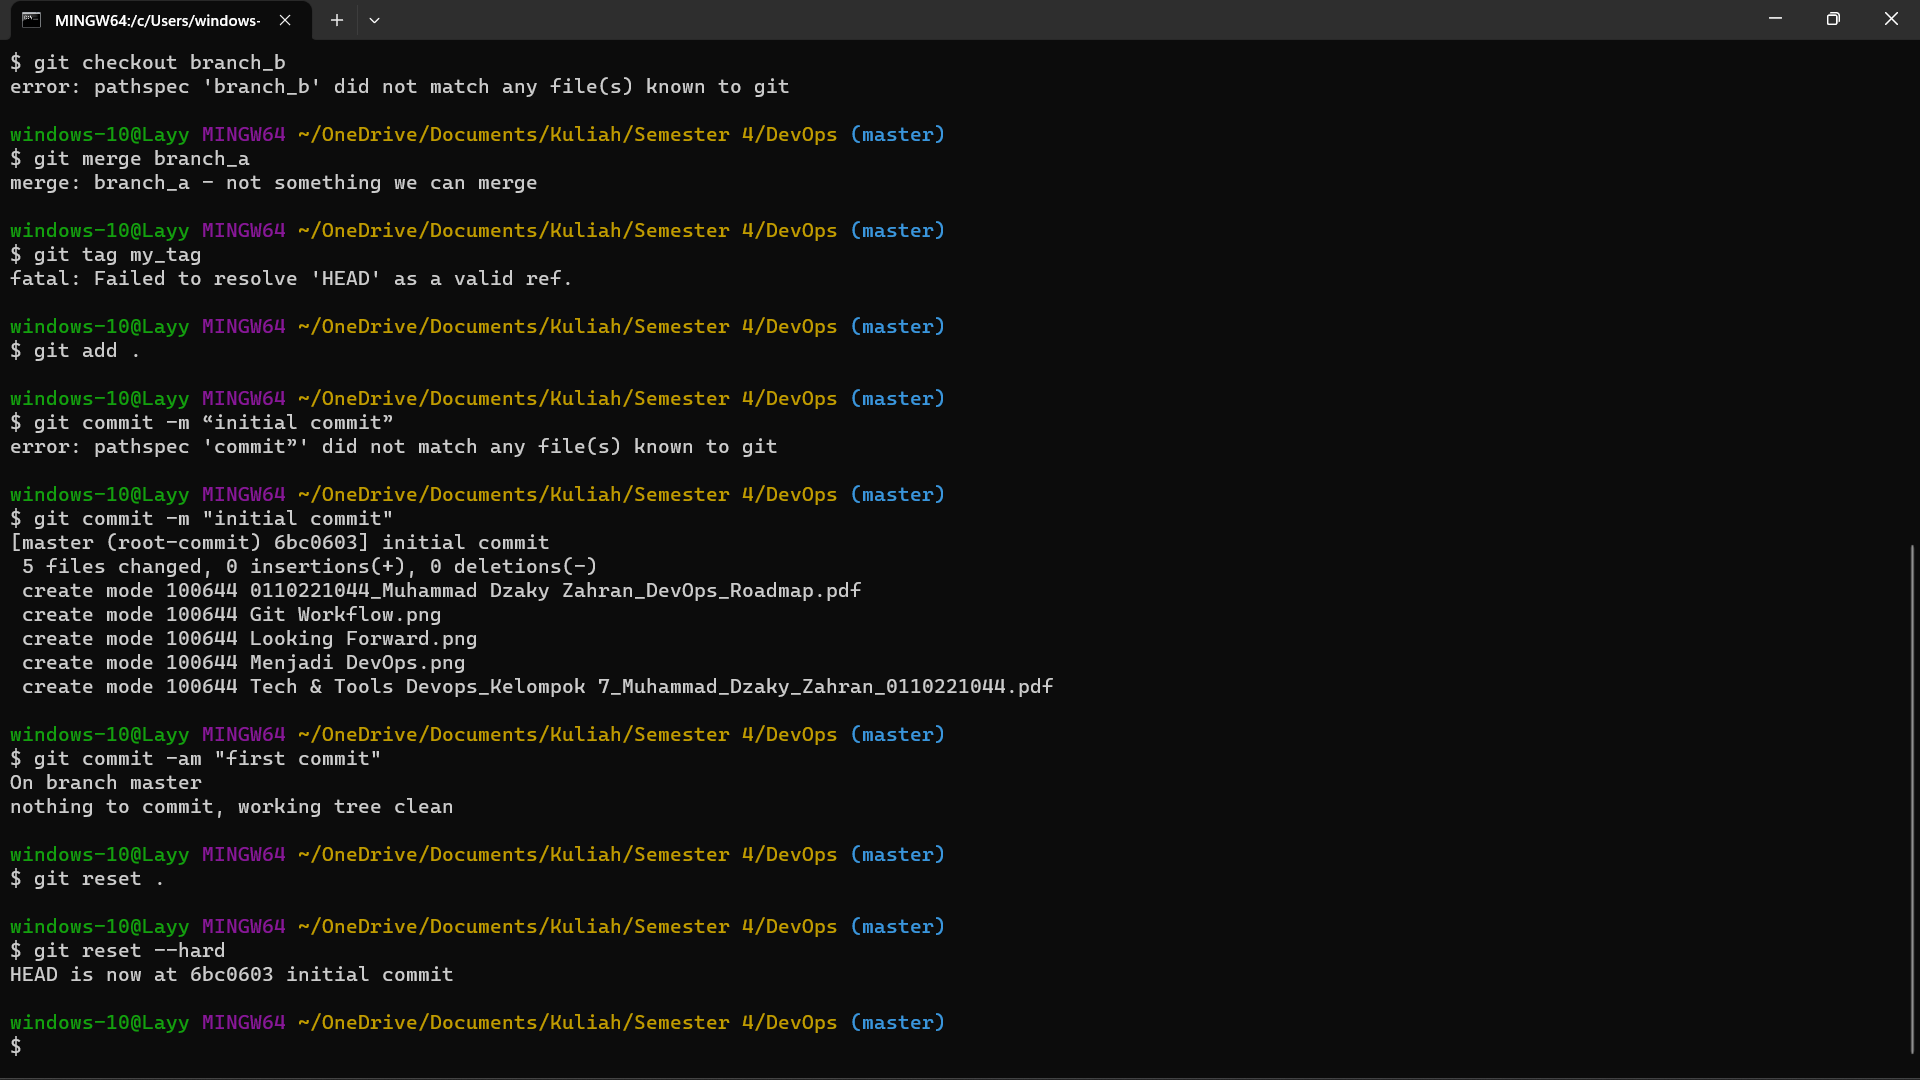 MINGW64:/c/Users/windows-
$ git checkout branch_b
error: pathspec 'branch_b' did not match any file(s) known to git
windows-10@Layy MINGW64 ~/OneDrive/Documents/Kuliah/Semester 4/DevOps (master)
$ git merge branch_a
merge: branch_a - not something we can merge
windows-10@Layy MINGW64 ~/OneDrive/Documents/Kuliah/Semester 4/DevOps (master)
$ git tag my_tag
fatal: Failed to resolve 'HEAD' as a valid ref.
windows-10@Layy MINGW64 ~/OneDrive/Documents/Kuliah/Semester 4/DevOps (master)
$ git add .
windows-10@Layy MINGW64 ~/OneDrive/Documents/Kuliah/Semester 4/DevOps (master)
$ git commit -m “initial commit”
error: pathspec 'commit”' did not match any file(s) known to git
windows-10@Layy MINGW64 ~/OneDrive/Documents/Kuliah/Semester 4/DevOps (master)
$ git commit -m "initial commit"
[master (root-commit) 6bc0603] initial commit
 5 files changed, 0 insertions(+), 0 deletions(-)
 create mode 100644 0110221044_Muhammad Dzaky Zahran_DevOps_Roadmap.pdf
 create mode 100644 Git Workflow.png
 create mode 100644 Looking Forward.png
 create mode 100644 Menjadi DevOps.png
 create mode 100644 Tech & Tools Devops_Kelompok 7_Muhammad_Dzaky_Zahran_0110221044.pdf
windows-10@Layy MINGW64 ~/OneDrive/Documents/Kuliah/Semester 4/DevOps (master)
$ git commit -am "first commit"
On branch master
nothing to commit, working tree clean
windows-10@Layy MINGW64 ~/OneDrive/Documents/Kuliah/Semester 4/DevOps (master)
$ git reset .
windows-10@Layy MINGW64 ~/OneDrive/Documents/Kuliah/Semester 4/DevOps (master)
$ git reset --hard
HEAD is now at 6bc0603 initial commit
windows-10@Layy MINGW64 ~/OneDrive/Documents/Kuliah/Semester 4/DevOps (master)
$